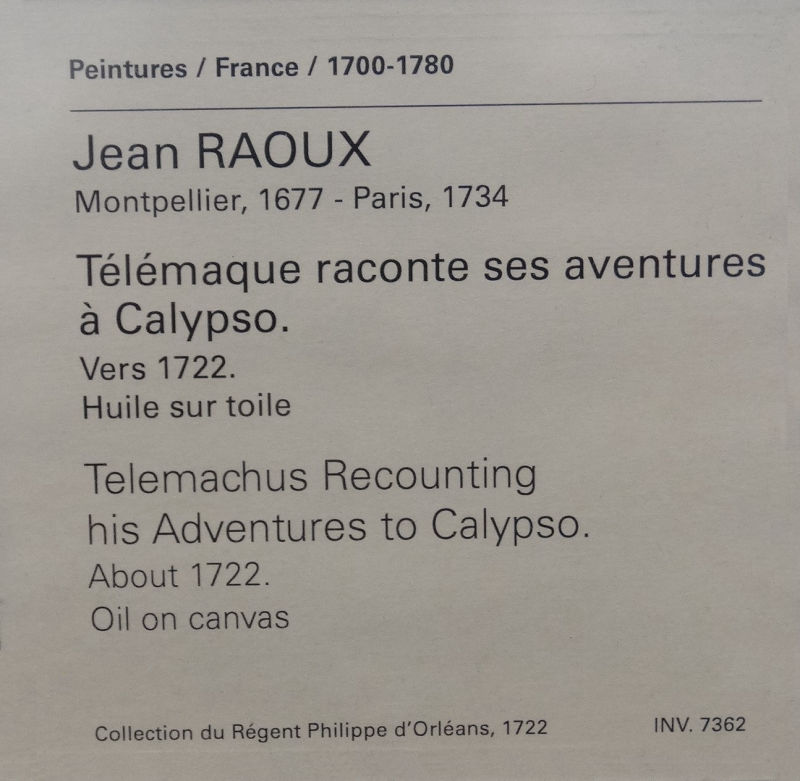 Peintures / France / 1700-1780
Jean RAOUX
Montpellier, 1677 - Paris, 1734
Télémaque raconte ses aventures
à Calypso.
Vers 1722.
Huile sur toile
Telemachus Recounting
his Adventures to Calypso.
About 1722.
Oil on canvas
Collection du Régent Philippe d'Orléans, 1722 INV. 7362